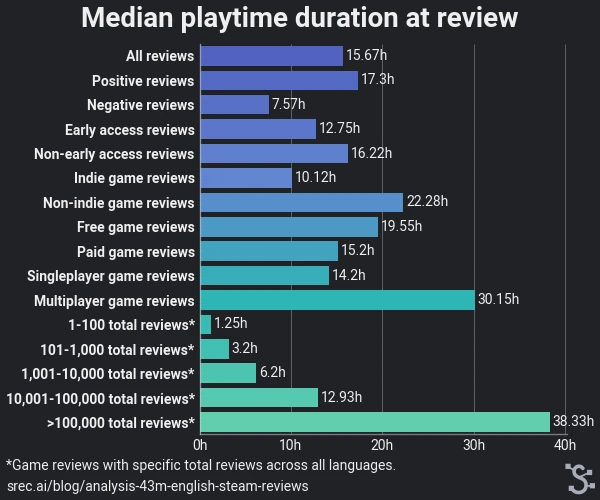 Median playtime duration at review
All reviews 15.67h
Positive reviews 17.3h
Negative reviews 7.57h
Early access reviews 12.75h
Non-early access reviews 16.22h
Indie game reviews 10.12h
Non-indie game reviews 22.28h
Free game reviews 19.55h
Paid game reviews 15.2h
Singleplayer game reviews 14.2h
Multiplayer game reviews 30.15h
1-100 total reviews* 1.25h
101-1,000 total reviews* 3.2h
1,001-10,000 total reviews* 6.2h
10,001-100,000 total reviews* 12.93h
>100,000 total reviews* 38.33h
0h 10h 20h 30h 40h
*Game reviews with specific total reviews across all languages.
srec.ai/blog/analysis-43m-english-steam-reviews